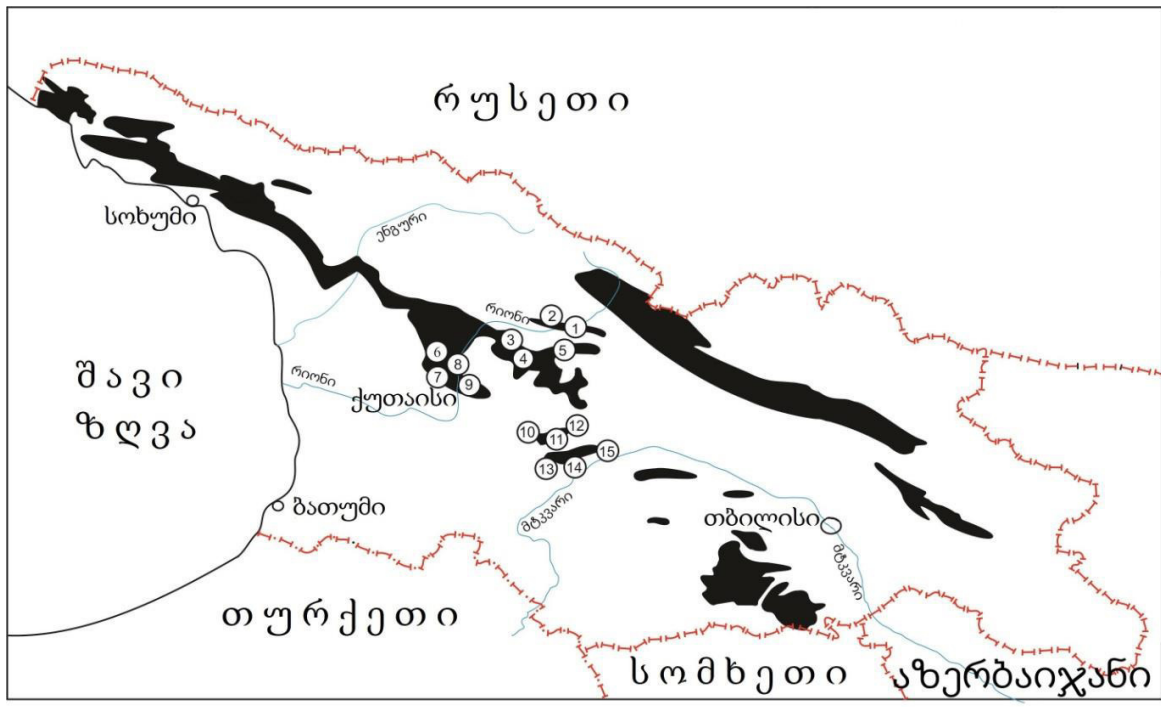 რუსეთი
სოხუმი
ენგური
რიონი
2
1
3
4
5
6
8
7
9
შავი
ზღვა
რიონი
ქუთაისი
10
12
11
15
13
14
მტკვარი
თბილისი
ბათუმი
მტკვარი
თურქეთი
სომხეთი
აზერბაიჯანი